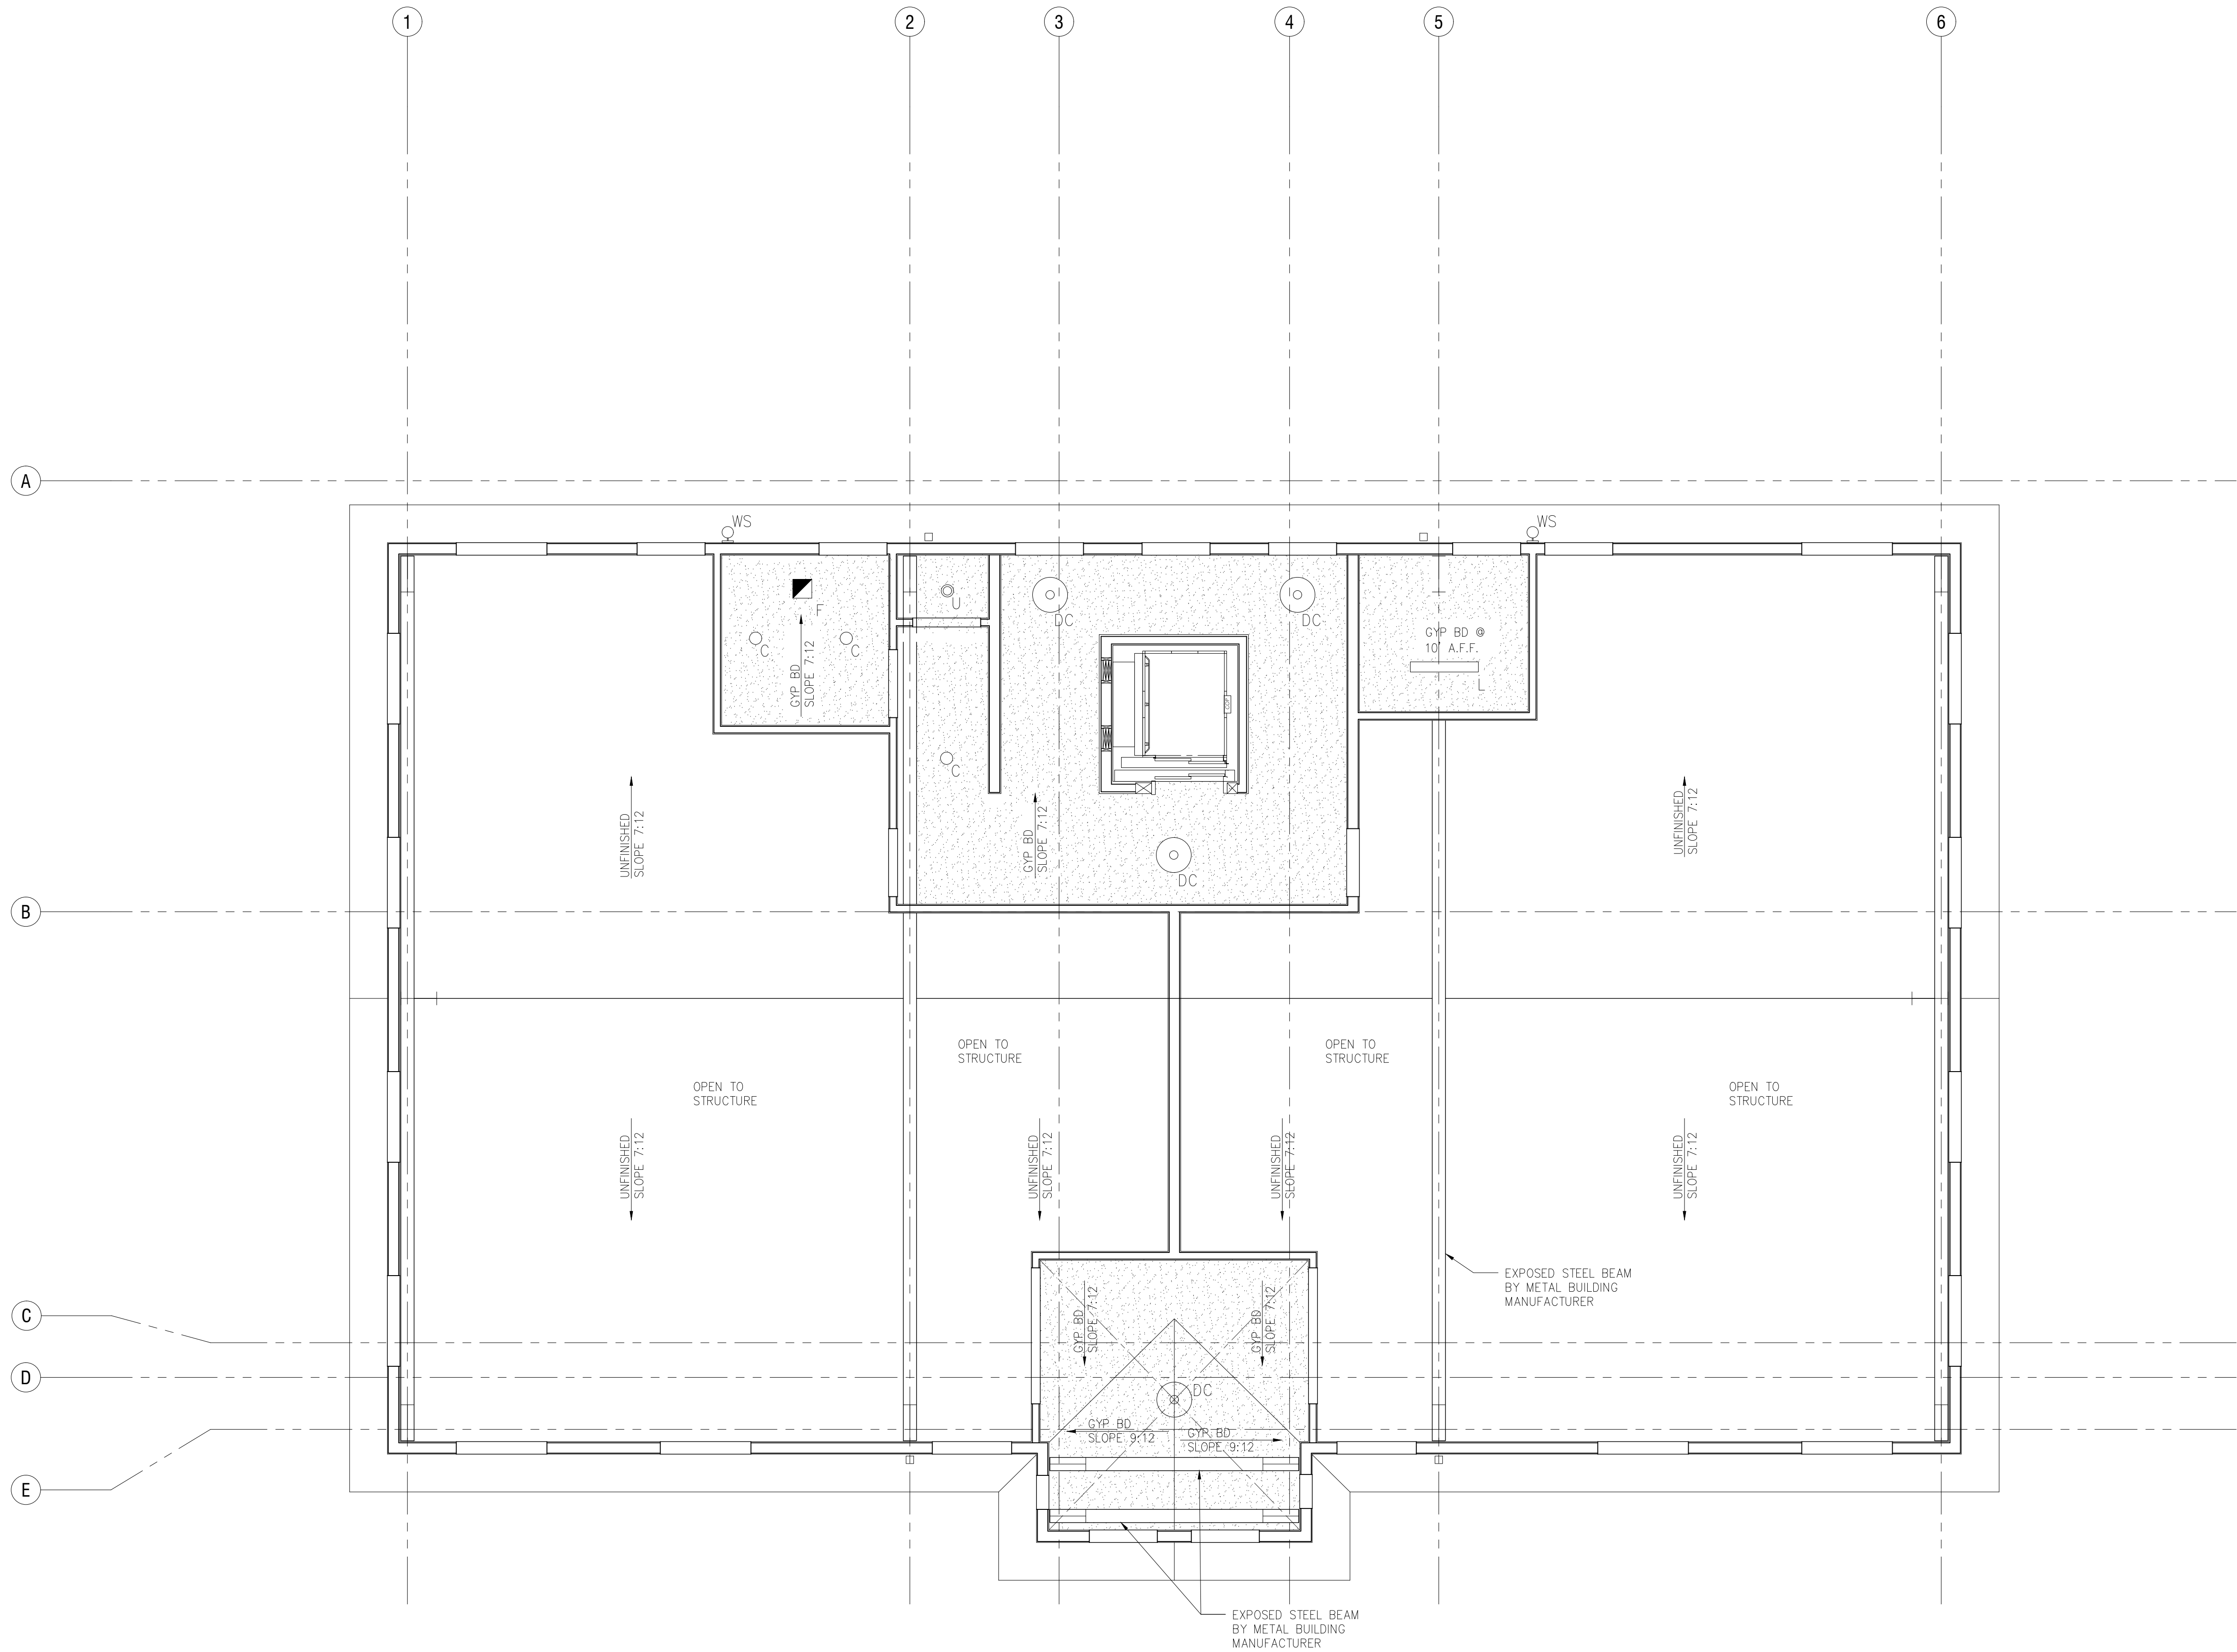 1
2
3
4
5
6
A
WS
WS
F
U
DC
DC
C
C
GYP BD @
10' A.F.F.
L
GYP BD
SLOPE 7:12
C
UNFINISHED
SLOPE 7:12
GYP BD
SLOPE 7:12
UNFINISHED
SLOPE 7:12
DC
B
OPEN TO
STRUCTURE
OPEN TO
STRUCTURE
OPEN TO
STRUCTURE
OPEN TO
STRUCTURE
UNFINISHED
SLOPE 7:12
UNFINISHED
SLOPE 7:12
UNFINISHED
SLOPE 7:12
UNFINISHED
SLOPE 7:12
EXPOSED STEEL BEAM
BY METAL BUILDING
MANUFACTURER
C
GYP BD
SLOPE 7:12
GYP BD
SLOPE 7:12
D
DC
GYP BD
SLOPE 9:12
GYP BD
SLOPE 9:12
E
EXPOSED STEEL BEAM
BY METAL BUILDING
MANUFACTURER